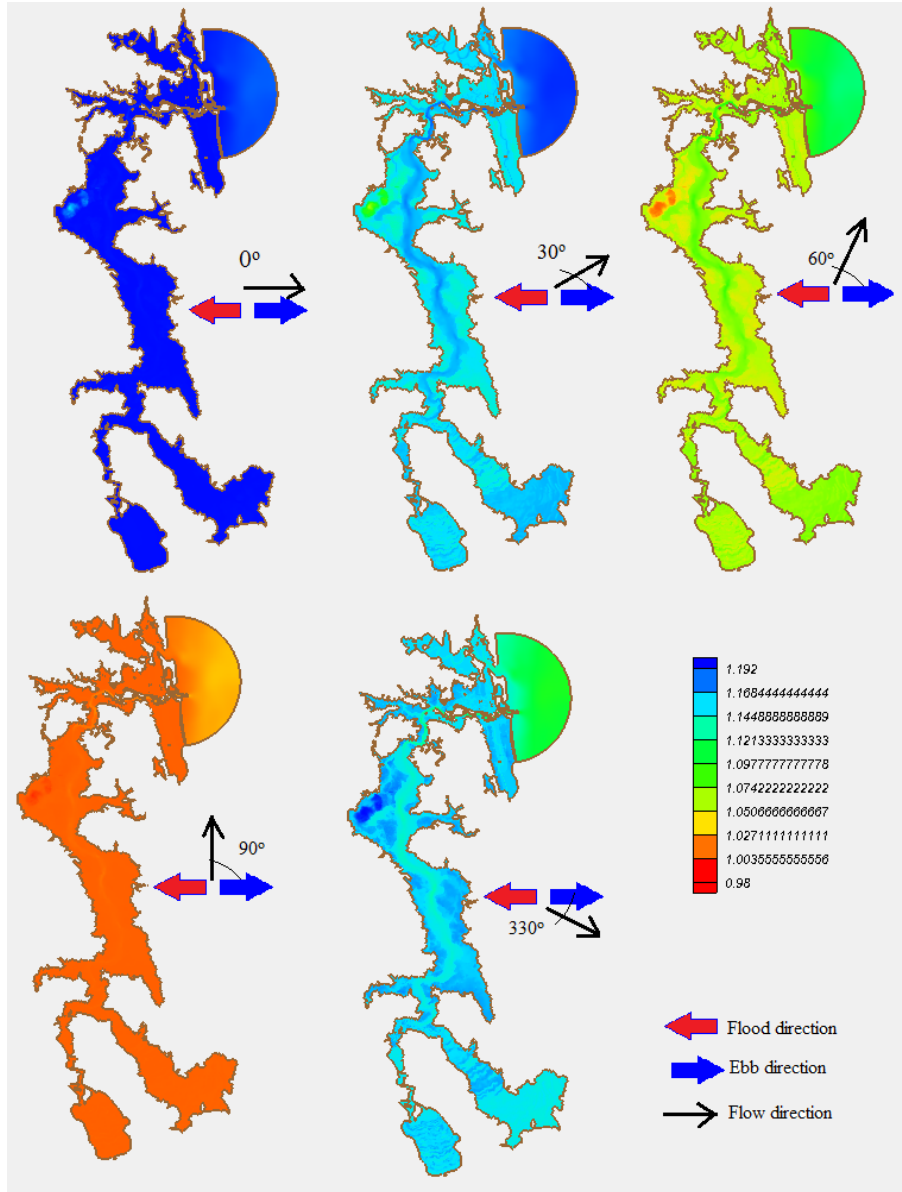 0º
30º
60º
90º
330º
1.192
1.1684444444444
1.1448888888889
1.1213333333333
1.0977777777778
1.0742222222222
1.0506666666667
1.0271111111111
1.0035555555556
0.98
Flood direction
Ebb direction
Flow direction